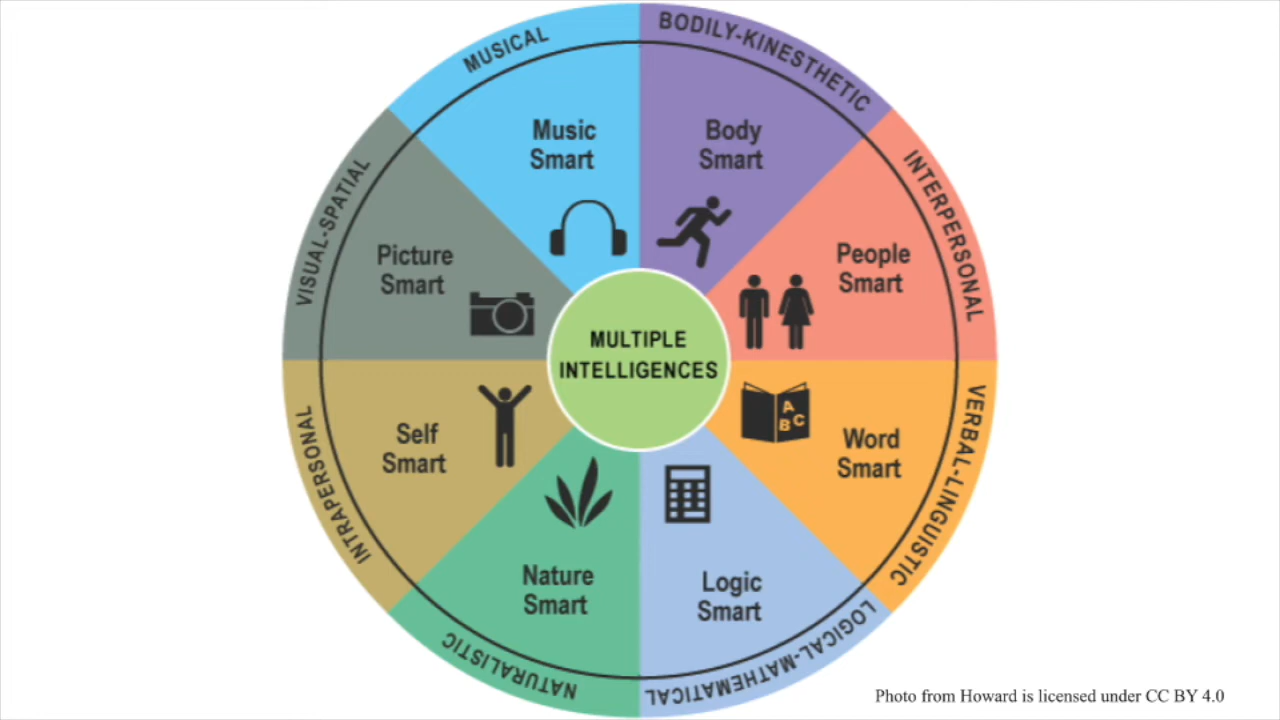 MUSICAL
BODILY-KINESTHETIC
Music
Smart
Body
Smart
INTERPERSONAL
VISUAL-SPATIAL
Picture
Smart
People
Smart
MULTIPLE
INTELLIGENCES
A
B C
Self
Smart
Word
Smart
INTRAPERSONAL
VERBAL-LINGUISTIC
Nature
Smart
Logic
Smart
NATURALISTIC
LOGICAL-MATHEMATICAL
Photo from Howard is licensed under CC BY 4.0